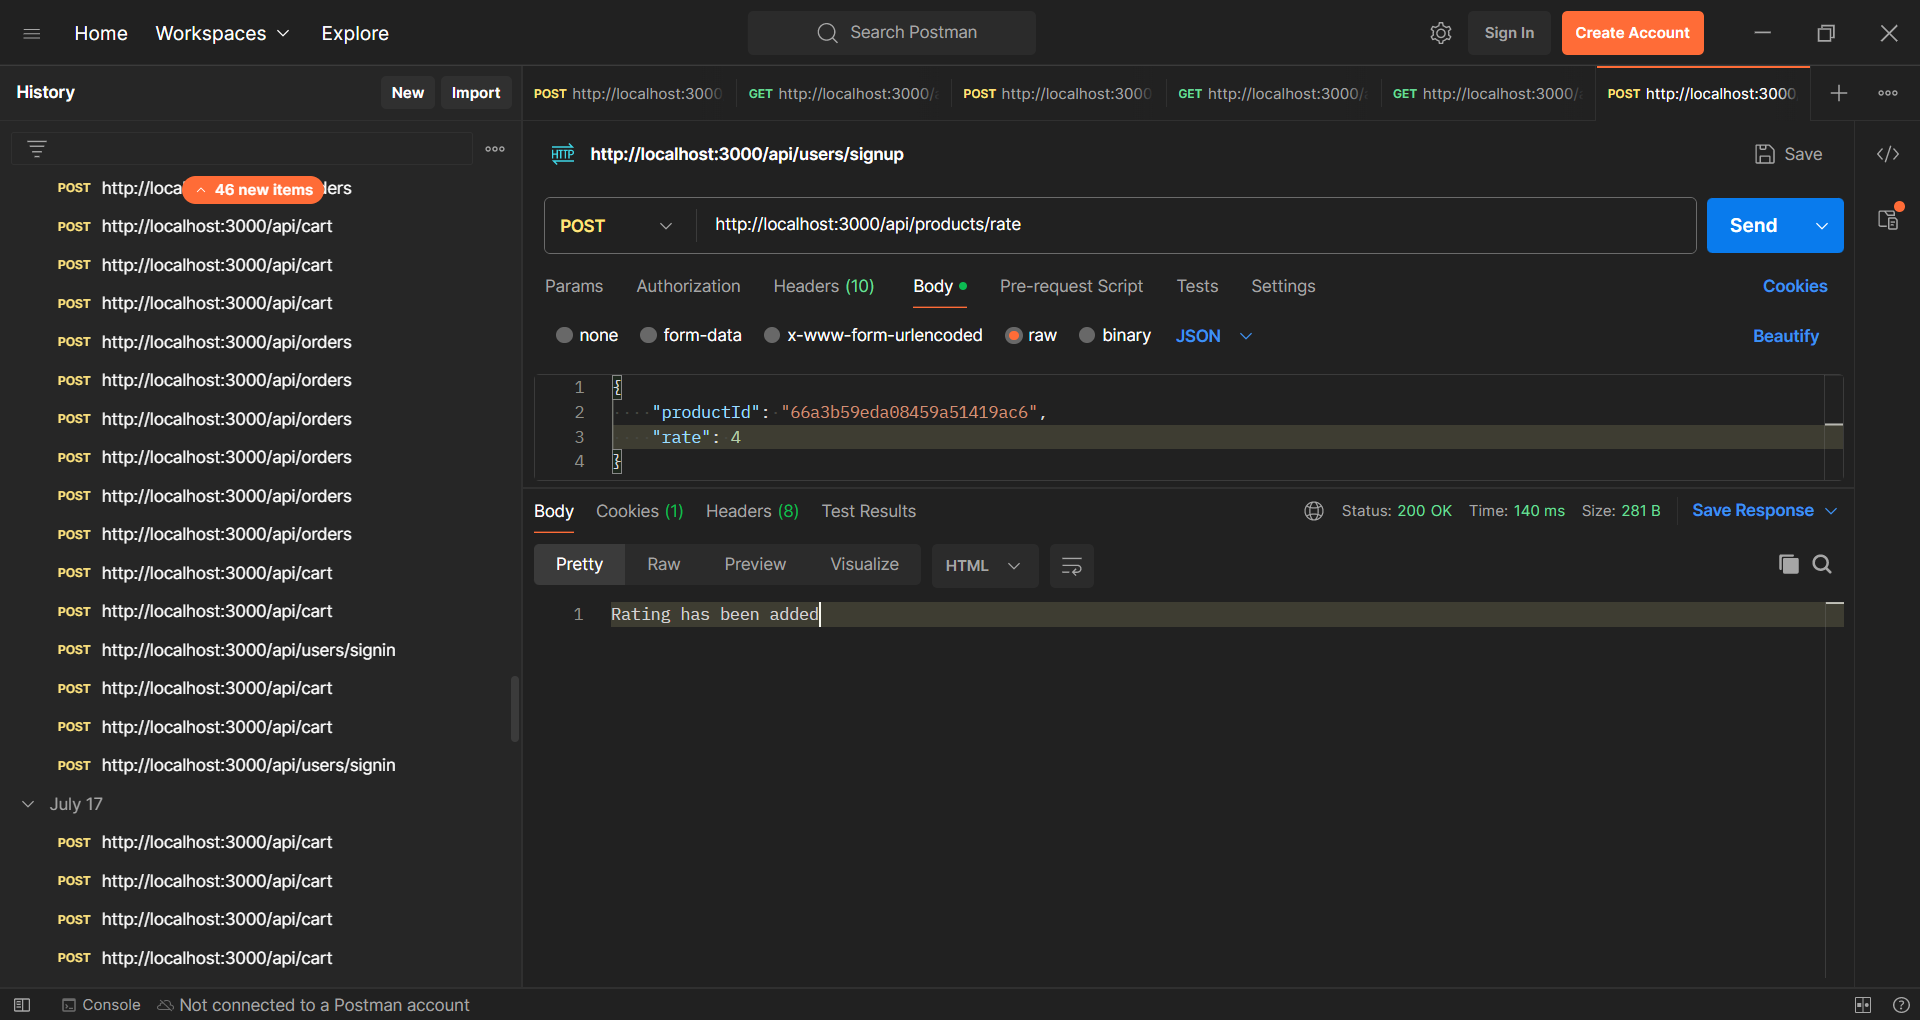 Home Workspaces Explore Search Postman Sign In Create Account
History New Import
POST http://localhost:3000 GET http://localhost:3000/ POST http://localhost:3000 GET http://localhost:3000/ GET http://localhost:3000/ POST http://localhost:3000
HTTP http://localhost:3000/api/users/signup Save
POST http://loca ders
46 new items
POST http://localhost:3000/api/cart
POST http://localhost:3000/api/cart
POST http://localhost:3000/api/cart
POST http://localhost:3000/api/orders
POST http://localhost:3000/api/orders
POST http://localhost:3000/api/orders
POST http://localhost:3000/api/orders
POST http://localhost:3000/api/orders
POST http://localhost:3000/api/orders
POST http://localhost:3000/api/cart
POST http://localhost:3000/api/cart
POST http://localhost:3000/api/users/signin
POST http://localhost:3000/api/cart
POST http://localhost:3000/api/cart
POST http://localhost:3000/api/users/signin
July 17
POST http://localhost:3000/api/cart
POST http://localhost:3000/api/cart
POST http://localhost:3000/api/cart
POST http://localhost:3000/api/cart
POST http://localhost:3000/api/products/rate Send
Params Authorization Headers (10) Body Pre-request Script Tests Settings Cookies
none form-data x-www-form-urlencoded raw binary JSON Beautify
1 {
2 "productId": "66a3b59eda08459a51419ac6",
3 "rate": 4
4 }
Body Cookies (1) Headers (8) Test Results Status: 200 OK Time: 140 ms Size: 281 B Save Response
Pretty Raw Preview Visualize HTML
1 Rating has been added
Console Not connected to a Postman account